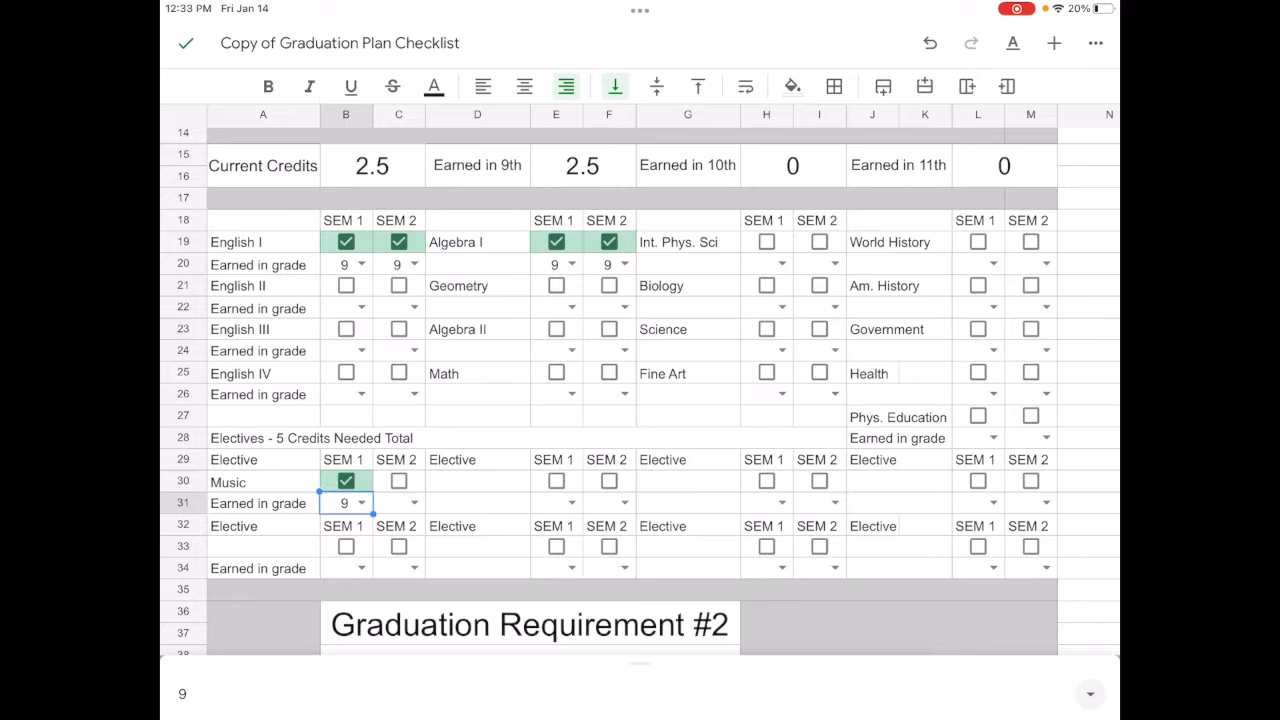 12:33 PM Fri Jan 14 20%
Copy of Graduation Plan Checklist
B I U S A
A B C D E F G H I J K L M N
14
15 Current Credits 2.5 Earned in 9th 2.5 Earned in 10th 0 Earned in 11th 0
16
17
18 SEM 1 SEM 2 SEM 1 SEM 2 SEM 1 SEM 2 SEM 1 SEM 2
19 English I Algebra I Int. Phys. Sci World History
20 Earned in grade 9 9 9 9
21 English II Geometry Biology Am. History
22 Earned in grade
23 English III Algebra II Science Government
24 Earned in grade
25 English IV Math Fine Art Health
26 Earned in grade
27 Phys. Education
28 Electives - 5 Credits Needed Total Earned in grade
29 Elective SEM 1 SEM 2 Elective SEM 1 SEM 2 Elective SEM 1 SEM 2 Elective SEM 1 SEM 2
30 Music
31 Earned in grade 9
32 Elective SEM 1 SEM 2 Elective SEM 1 SEM 2 Elective SEM 1 SEM 2 Elective SEM 1 SEM 2
33
34 Earned in grade
35
36 Graduation Requirement #2
37
38
9